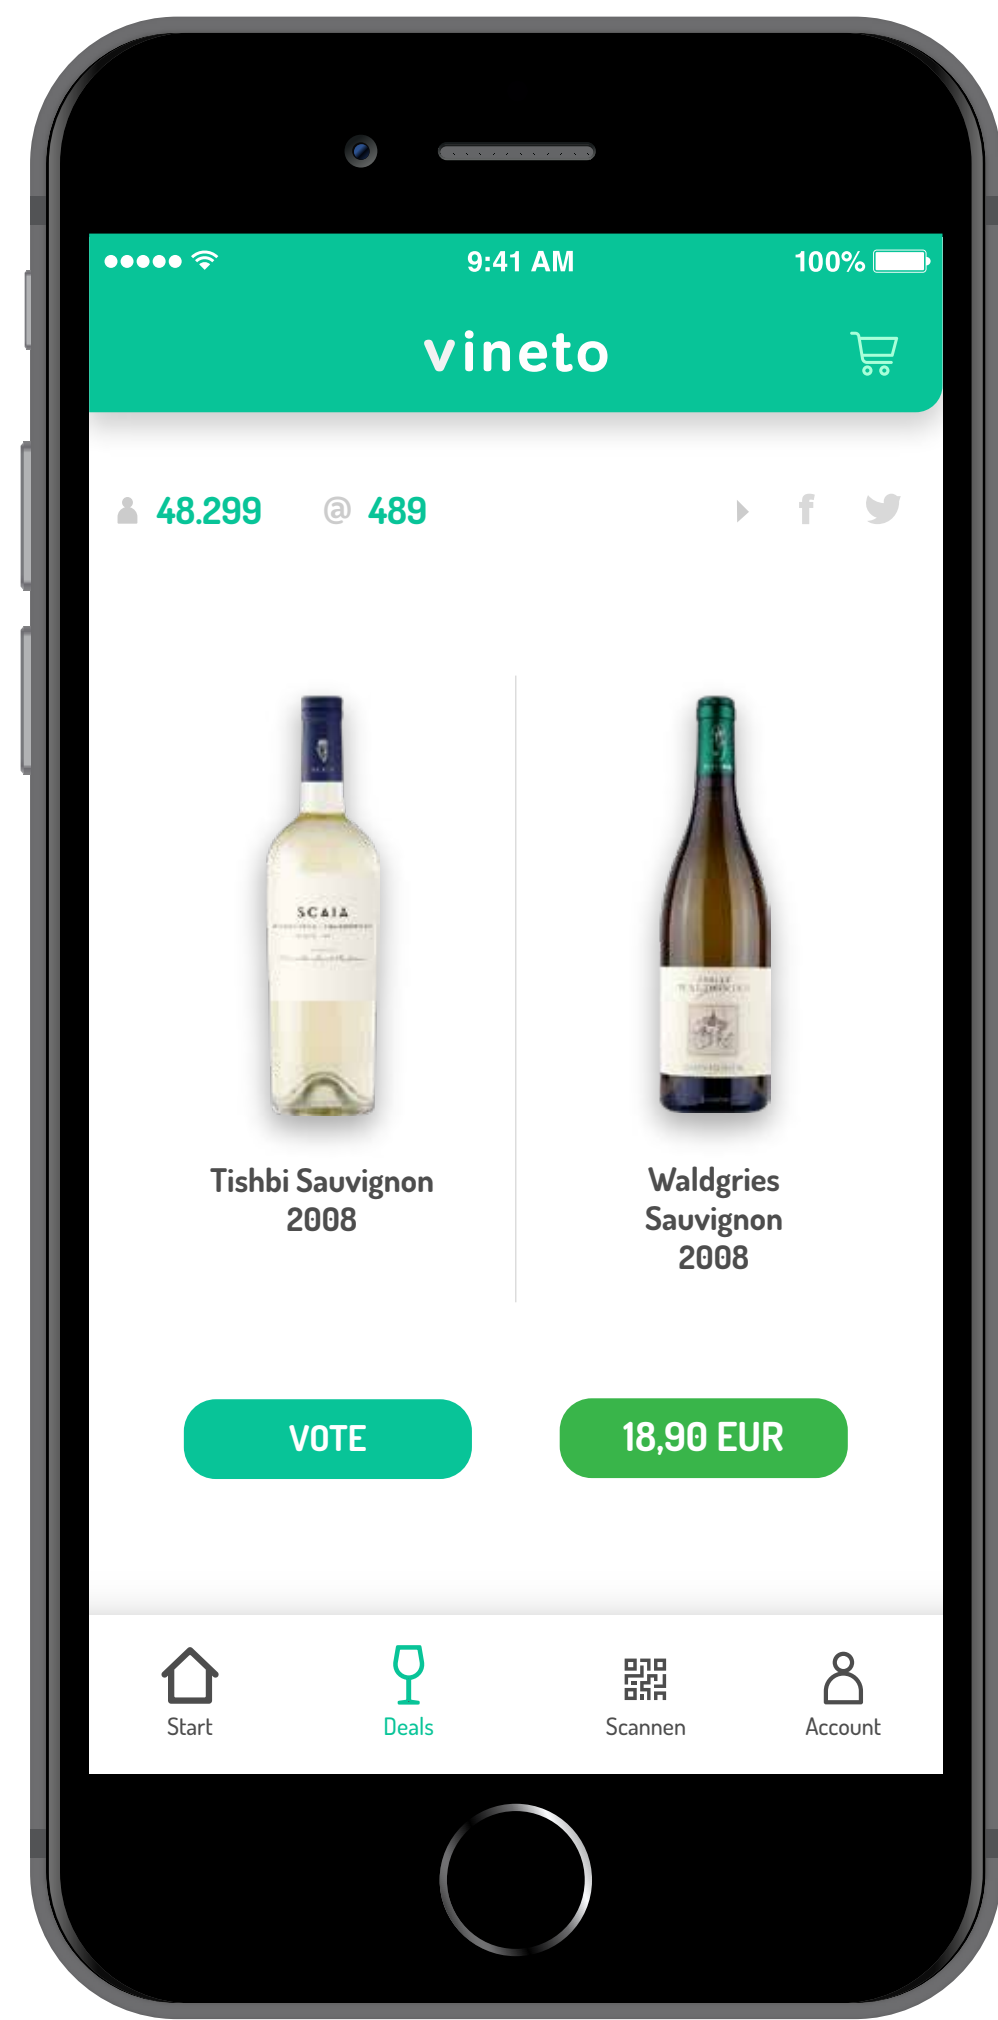 9:41 AM
100%
vineto
48.299
@ 489
f
SCAIA
Tishbi Sauvignon
2008
Waldgries
Sauvignon
2008
VOTE
18,90 EUR
Start
Deals
Scannen
Account